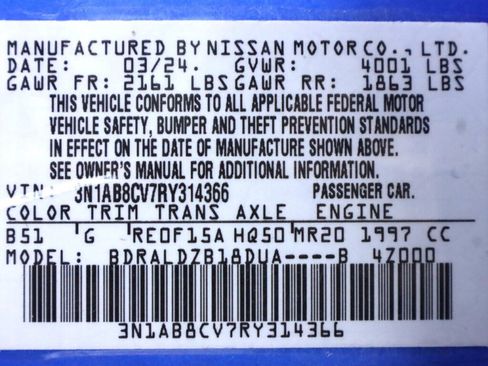 MANUFACTURED BY NISSAN MOTOR CO., LTD.
DATE: 03/24. GVWR: 4001 LBS
GAWR FR: 2161 LBS GAWR RR: 1863 LBS
THIS VEHICLE CONFORMS TO ALL APPLICABLE FEDERAL MOTOR
VEHICLE SAFETY, BUMPER AND THEFT PREVENTION STANDARDS
IN EFFECT ON THE DATE OF MANUFACTURE SHOWN ABOVE.
SEE OWNER'S MANUAL FOR ADDITIONAL INFORMATION.
VIN: 3N1AB8CV7RY314366 PASSENGER CAR.
COLOR TRIM TRANS AXLE ENGINE
B51 G RE0F15A HQ50 MR20 1997 CC
MODEL: BDRALDZB18DUA----B 4Z000
3N1AB8CV7RY314366